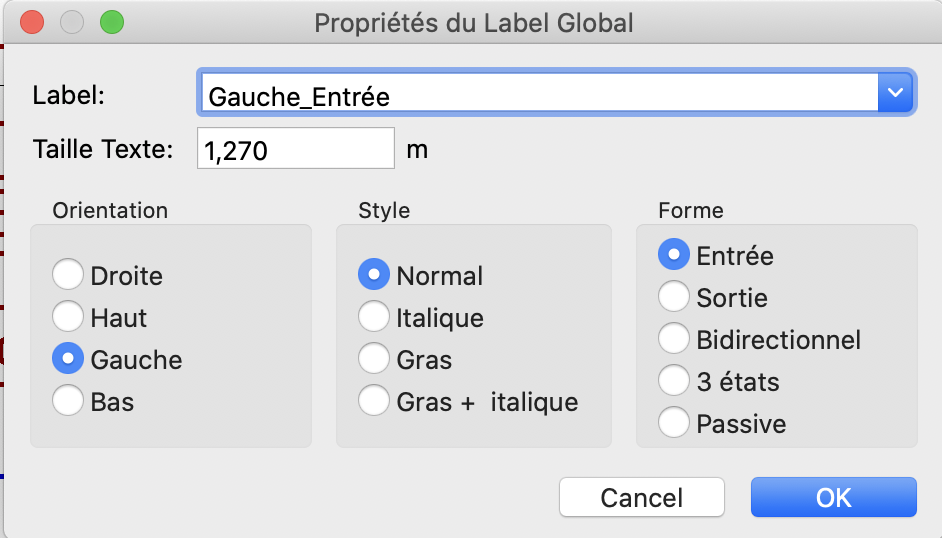 Propriétés du Label Global
Label: Gauche_Entrée
Taille Texte: 1,270 m
Orientation
Droite
Haut
Gauche
Bas
Style
Normal
Italique
Gras
Gras +  italique
Forme
Entrée
Sortie
Bidirectionnel
3 états
Passive
Cancel OK